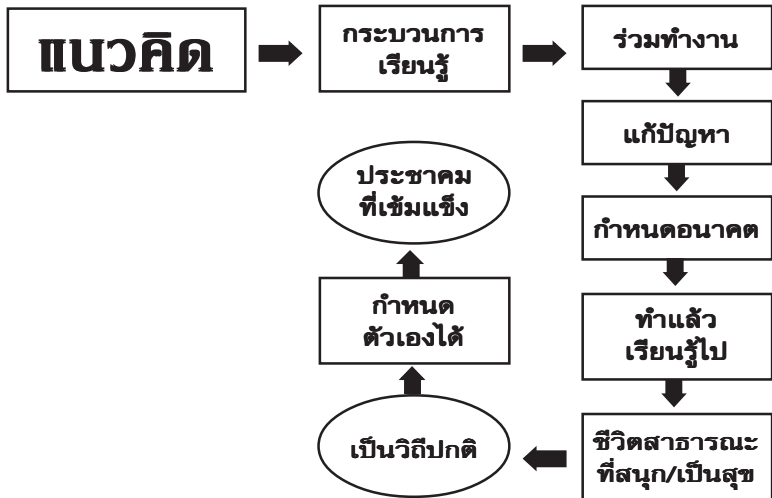 แนวคิด
กระบวนการ
เรียนรู้
ร่วมทำงาน
แก้ปัญหา
กำหนดอนาคต
ทำแล้ว
เรียนรู้ไป
ชีวิตสาธารณะ
ที่สนุก/เป็นสุข
เป็นวิถีปกติ
กำหนด
ตัวเองได้
ประชาคม
ที่เข้มแข็ง